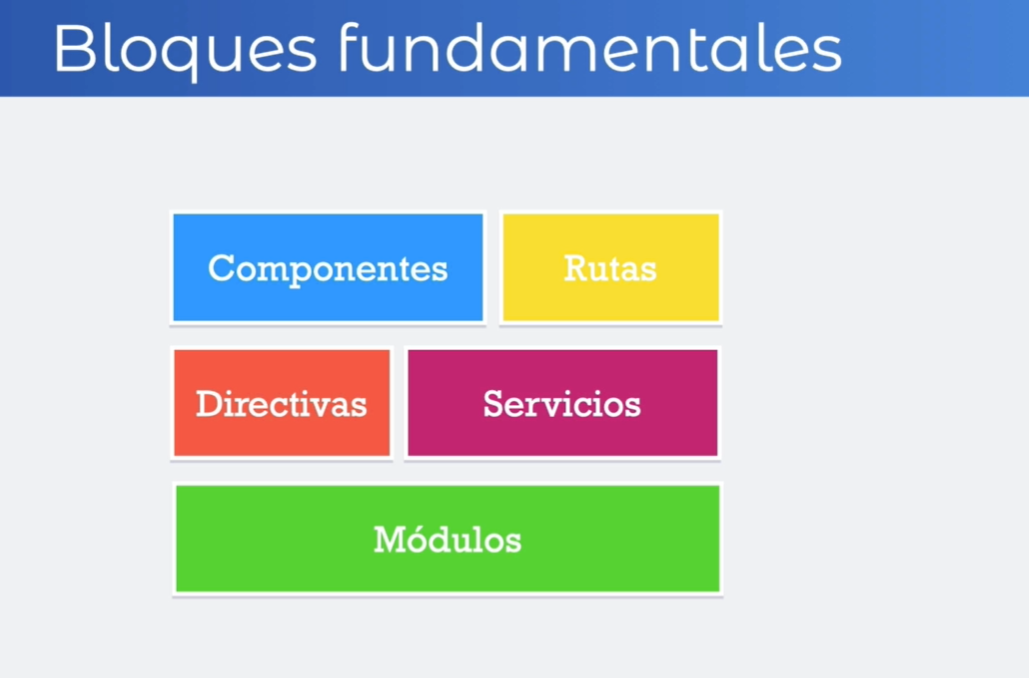 Bloques fundamentales
Componentes
Rutas
Directivas
Servicios
Módulos